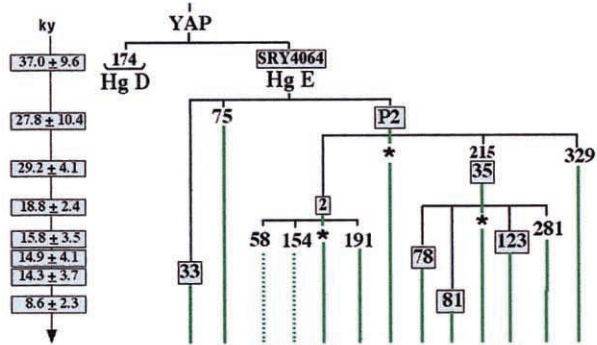 ky
YAP
37.0 ± 9.6
174
SRY4064
Hg D
Hg E
27.8 ± 10.4
75
P2
29.2 ± 4.1
*
215
35
329
18.8 ± 2.4
2
*
15.8 ± 3.5
58 154 * 191
281
14.9 ± 4.1
78
123
14.3 ± 3.7
33
81
8.6 ± 2.3